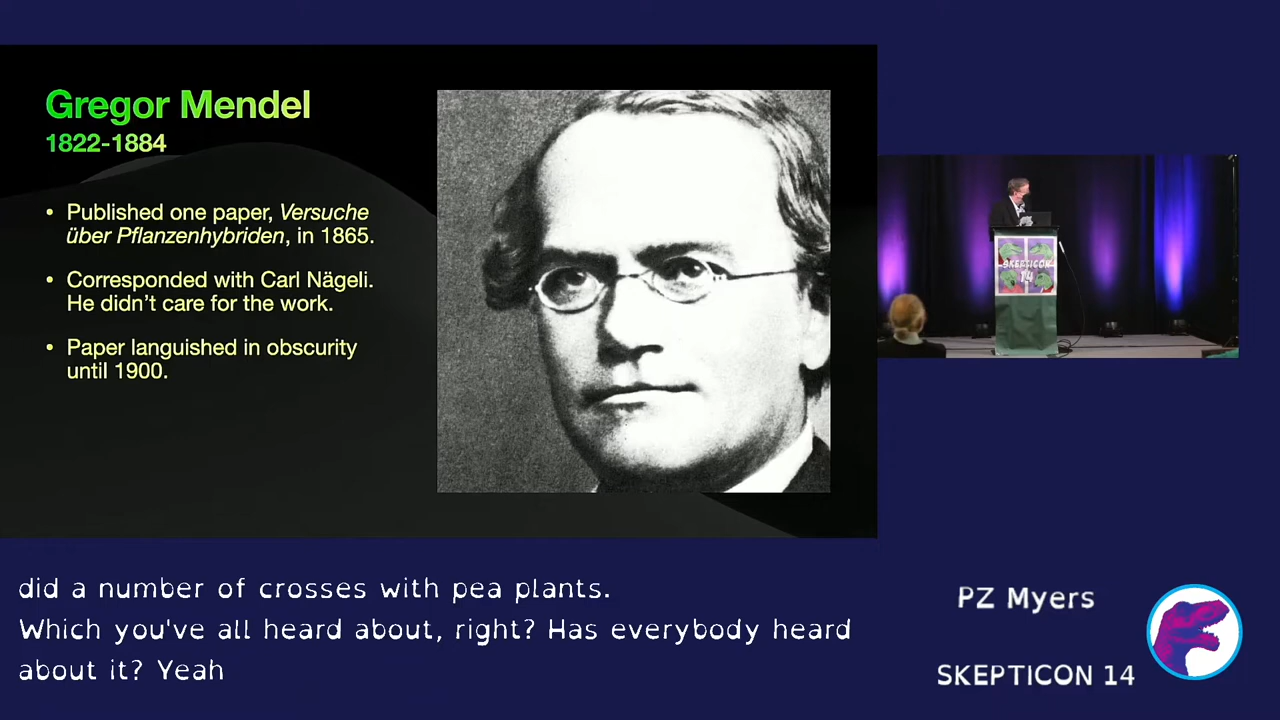 Gregor Mendel
1822-1884
• Published one paper, Versuche
über Pflanzenhybriden, in 1865.
• Corresponded with Carl Nägeli.
He didn't care for the work.
• Paper languished in obscurity
until 1900.
SKEPTICON
14
did a number of crosses with pea plants.
Which you've all heard about, right? Has everybody heard
about it? Yeah
PZ Myers
SKEPTICON 14